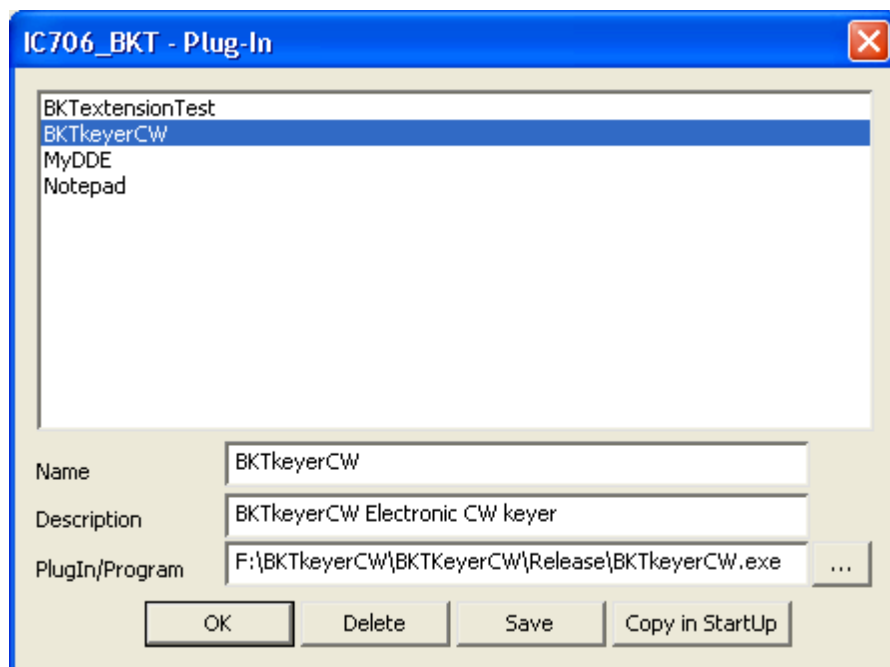 IC706_BKT - Plug-In
BKTextensionTest
BKTkeyerCW
MyDDE
Notepad
Name BKTkeyerCW
Description BKTkeyerCW Electronic CW keyer
PlugIn/Program F:\BKTkeyerCW\BKTKeyerCW\Release\BKTkeyerCW.exe ...
OK Delete Save Copy in StartUp